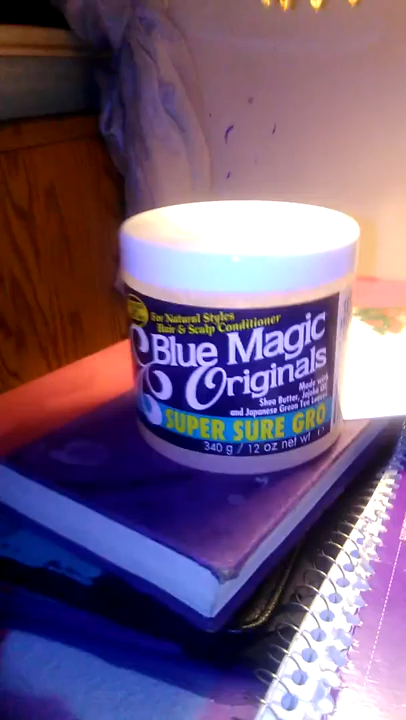 For Natural Styles
Hair & Scalp Conditioner
Blue Magic
Originals
Made with
Shea Butter, Jojoba Oil
and Japanese Green Tea Leaves
SUPER SURE GRO
340 g / 12 oz net wt